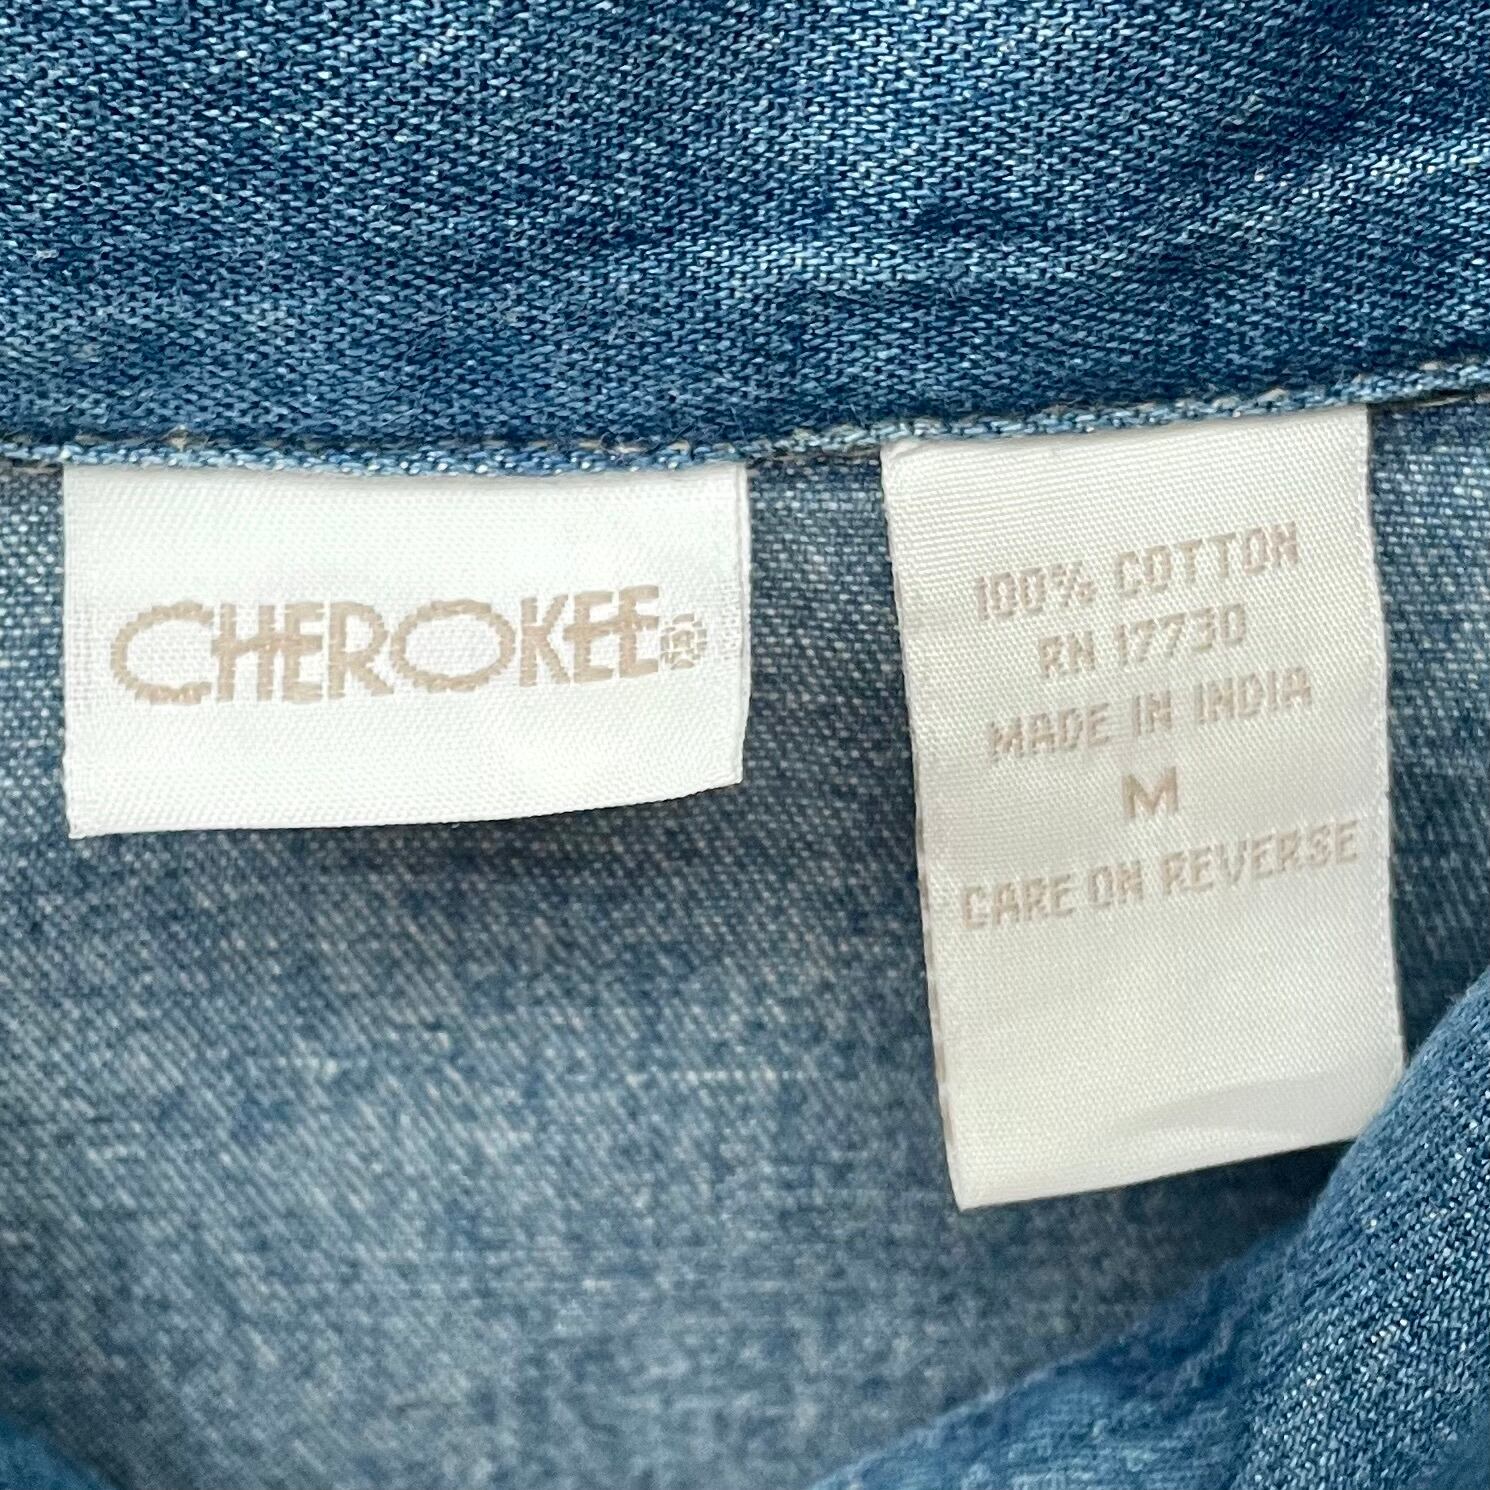 CHEROKEE®
100% COTTON
RN 17730
MADE IN INDIA
M
CARE ON REVERSE